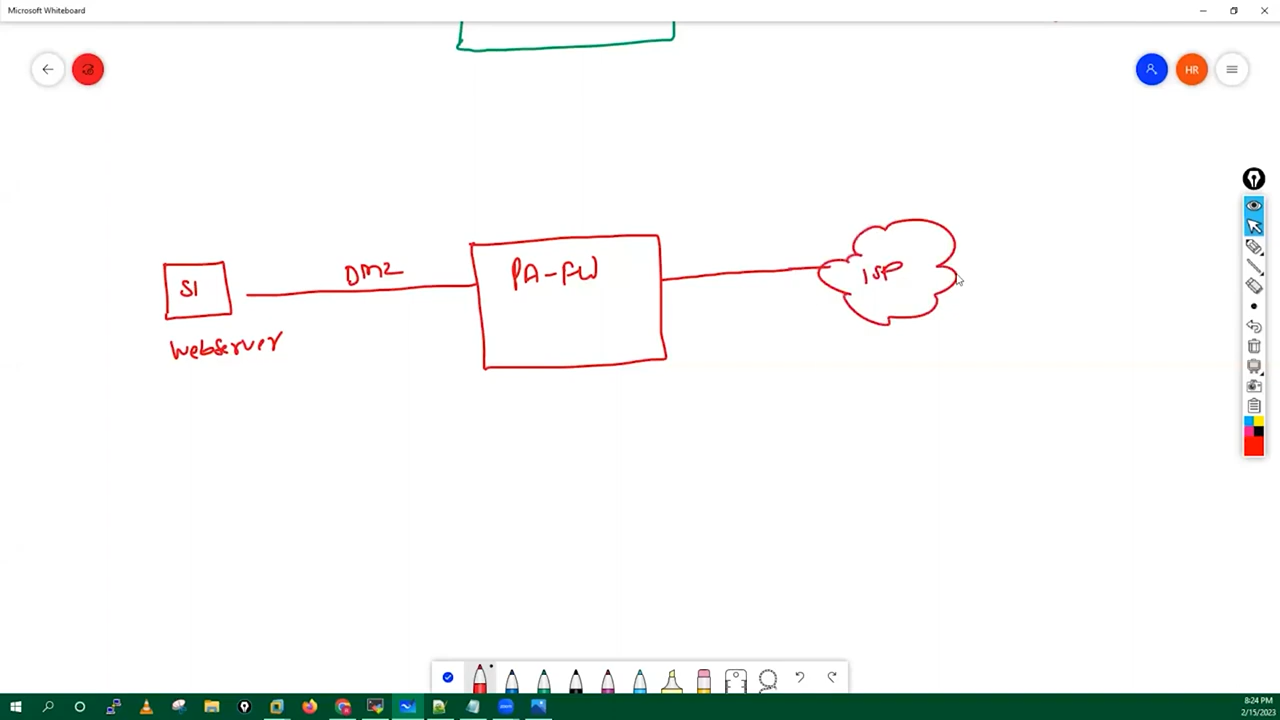 Microsoft Whiteboard
HR
S1
DMZ
PA-FW
ISP
Webserver
8:24 PM
2/15/2023